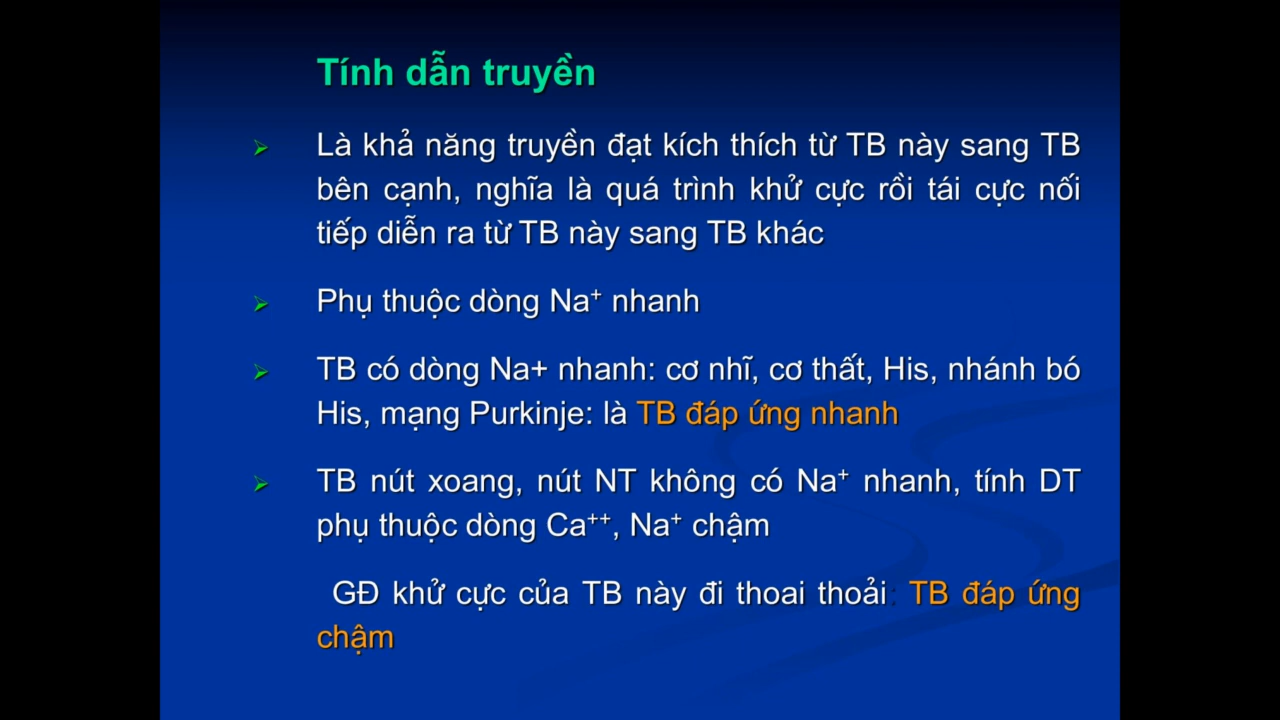 Tính dẫn truyền
Là khả năng truyền đạt kích thích từ TB này sang TB
bên cạnh, nghĩa là quá trình khử cực rồi tái cực nối
tiếp diễn ra từ TB này sang TB khác
Phụ thuộc dòng Na⁺ nhanh
TB có dòng Na+ nhanh: cơ nhĩ, cơ thất, His, nhánh bó
His, mạng Purkinje: là TB đáp ứng nhanh
TB nút xoang, nút NT không có Na⁺ nhanh, tính DT
phụ thuộc dòng Ca⁺⁺, Na⁺ chậm
GĐ khử cực của TB này đi thoai thoải: TB đáp ứng
chậm